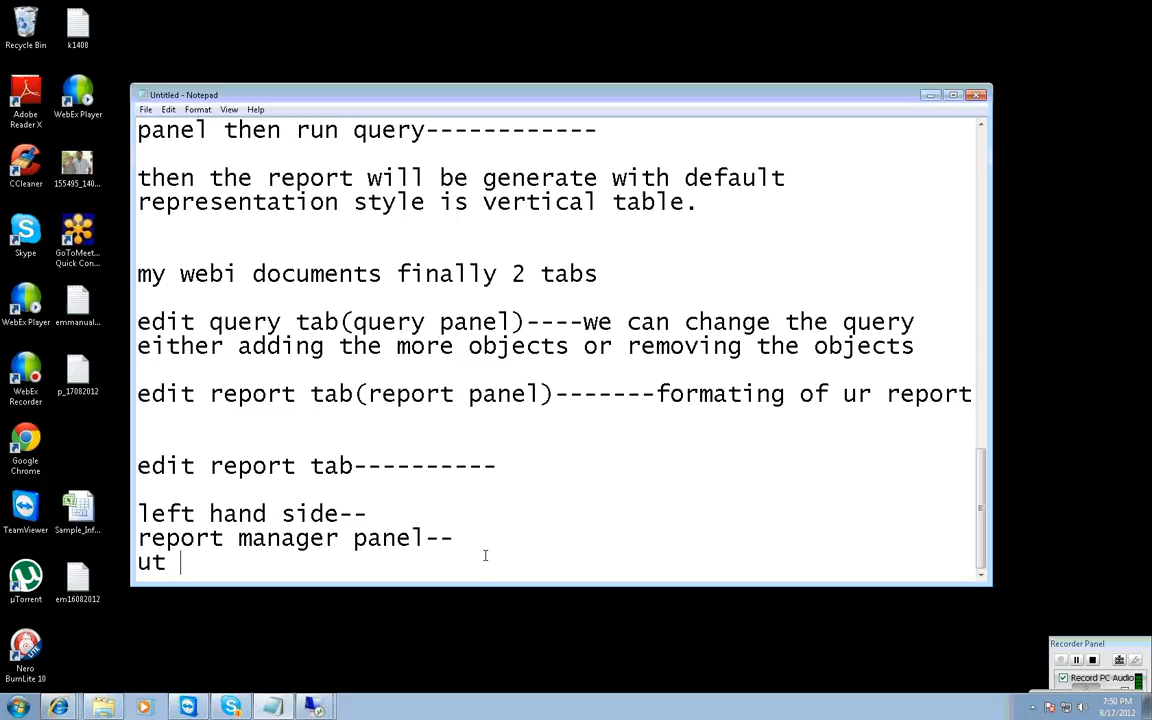 Recycle Bin
k1408
Adobe
Reader X
WebEx Player
CCleaner
155495_140...
Skype
GoToMeet...
Quick Con...
WebEx Player
emmanual...
WebEx
Recorder
p_17082012
Google
Chrome
TeamViewer
Sample_Inf...
µTorrent
em16082012
Nero
BurnLite 10
Untitled - Notepad
File Edit Format View Help
panel then run query------------
then the report will be generate with default
representation style is vertical table.
my webi documents finally 2 tabs
edit query tab(query panel)----we can change the query
either adding the more objects or removing the objects
edit report tab(report panel)-------formating of ur report
edit report tab----------
left hand side--
report manager panel--
ut
Recorder Panel
Record PC Audio
7:50 PM
8/17/2012